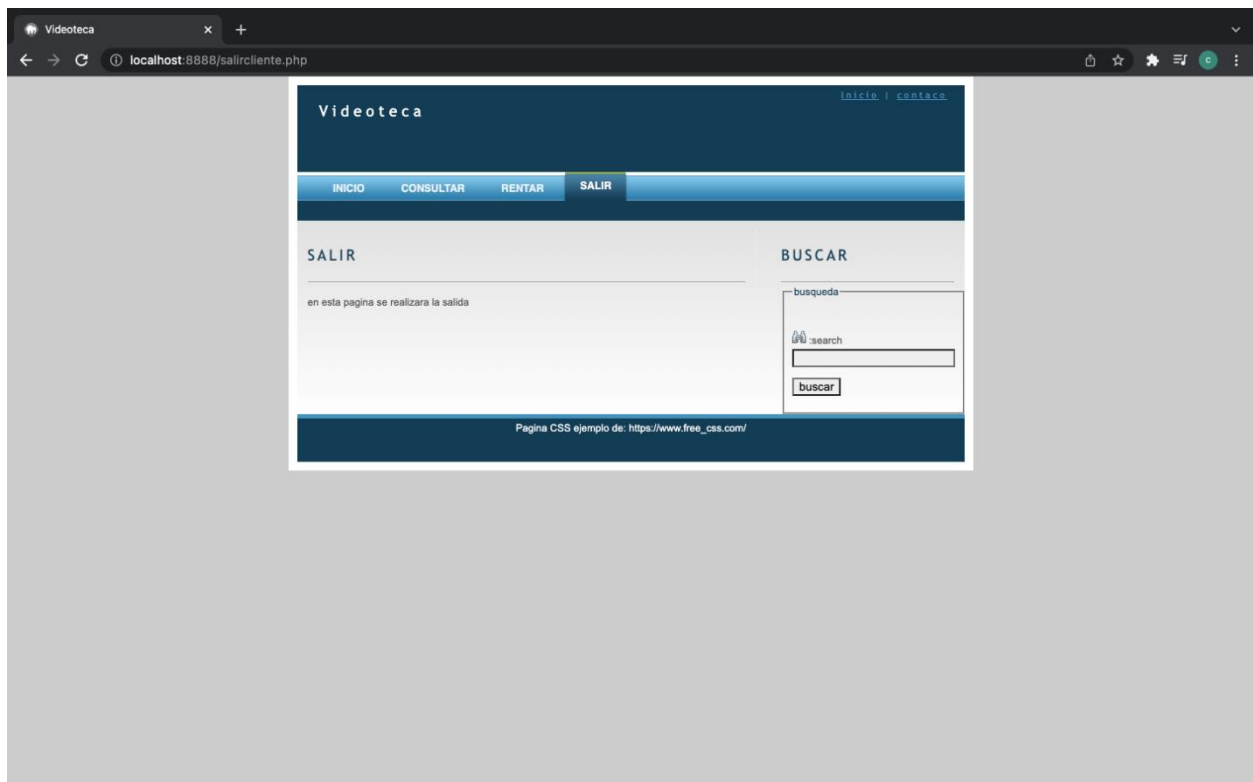 Videoteca
localhost:8888/salircliente.php
c
Inicio | contaco
Videoteca
INICIO CONSULTAR RENTAR SALIR
SALIR
en esta pagina se realizara la salida
BUSCAR
busqueda
:search
buscar
Pagina CSS ejemplo de: https://www.free_css.com/